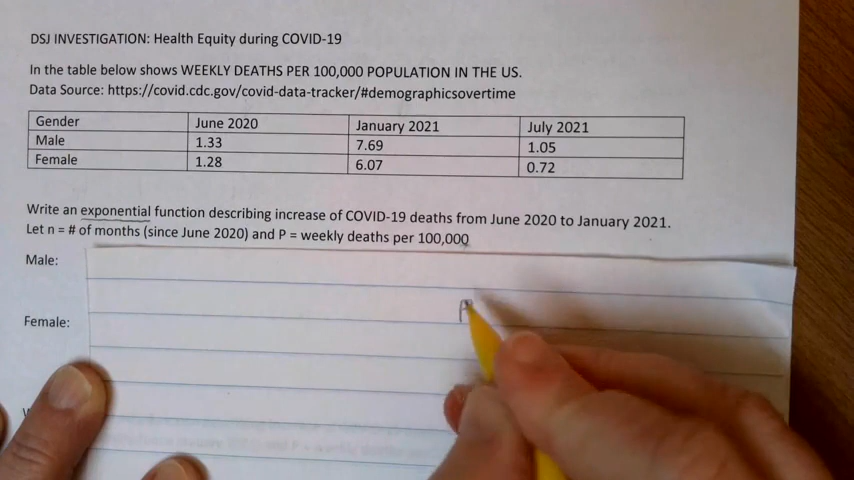 DSJ INVESTIGATION: Health Equity during COVID-19
In the table below shows WEEKLY DEATHS PER 100,000 POPULATION IN THE US.
Data Source: https://covid.cdc.gov/covid-data-tracker/#demographicsovertime
Gender June 2020 January 2021 July 2021
Male 1.33 7.69 1.05
Female 1.28 6.07 0.72
Write an exponential function describing increase of COVID-19 deaths from June 2020 to January 2021.
Let n = # of months (since June 2020) and P = weekly deaths per 100,000
Male:
Female: